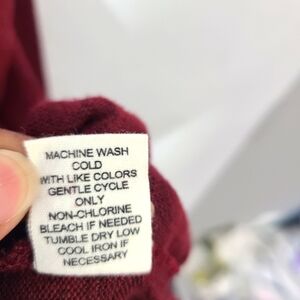 MACHINE WASH
COLD
WITH LIKE COLORS
GENTLE CYCLE
ONLY
NON-CHLORINE
BLEACH IF NEEDED
TUMBLE DRY LOW
COOL IRON IF
NECESSARY